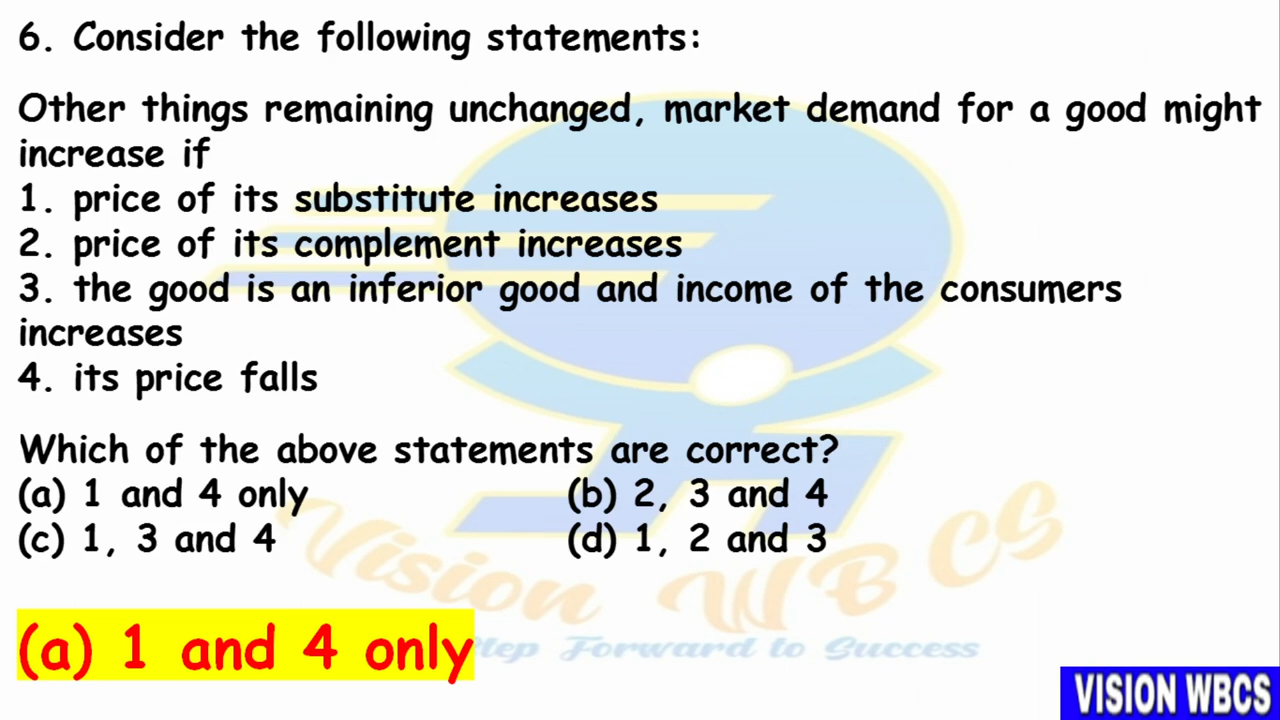 6. Consider the following statements:
Other things remaining unchanged, market demand for a good might
increase if
1. price of its substitute increases
2. price of its complement increases
3. the good is an inferior good and income of the consumers
increases
4. its price falls
Which of the above statements are correct?
(a) 1 and 4 only (b) 2, 3 and 4
(c) 1, 3 and 4 (d) 1, 2 and 3
Vision WBCS
(a) 1 and 4 only
Step Forward to Success
VISION WBCS